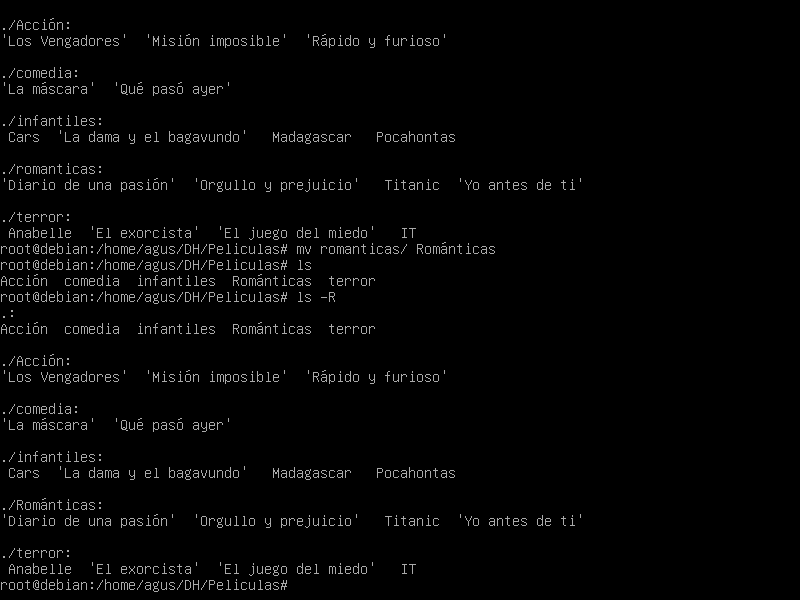 ./Acción:
'Los Vengadores'  'Misión imposible'  'Rápido y furioso'
./comedia:
'La máscara'  'Qué pasó ayer'
./infantiles:
 Cars  'La dama y el bagavundo'   Madagascar   Pocahontas
./romanticas:
'Diario de una pasión'  'Orgullo y prejuicio'   Titanic  'Yo antes de ti'
./terror:
 Anabelle  'El exorcista'  'El juego del miedo'   IT
root@debian:/home/agus/DH/Peliculas# mv romanticas/ Románticas
root@debian:/home/agus/DH/Peliculas# ls
Acción  comedia  infantiles  Románticas  terror
root@debian:/home/agus/DH/Peliculas# ls -R
.:
Acción  comedia  infantiles  Románticas  terror
./Acción:
'Los Vengadores'  'Misión imposible'  'Rápido y furioso'
./comedia:
'La máscara'  'Qué pasó ayer'
./infantiles:
 Cars  'La dama y el bagavundo'   Madagascar   Pocahontas
./Románticas:
'Diario de una pasión'  'Orgullo y prejuicio'   Titanic  'Yo antes de ti'
./terror:
 Anabelle  'El exorcista'  'El juego del miedo'   IT
root@debian:/home/agus/DH/Peliculas#